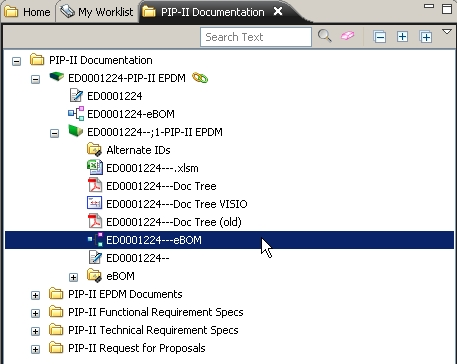 Home My Worklist PIP-II Documentation
Search Text
PIP-II Documentation
ED0001224-PIP-II EPDM
ED0001224
ED0001224-eBOM
ED0001224--;1-PIP-II EPDM
Alternate IDs
ED0001224---.xlsm
ED0001224---Doc Tree
ED0001224---Doc Tree VISIO
ED0001224---Doc Tree (old)
ED0001224---eBOM
ED0001224--
eBOM
PIP-II EPDM Documents
PIP-II Functional Requirement Specs
PIP-II Technical Requirement Specs
PIP-II Request for Proposals